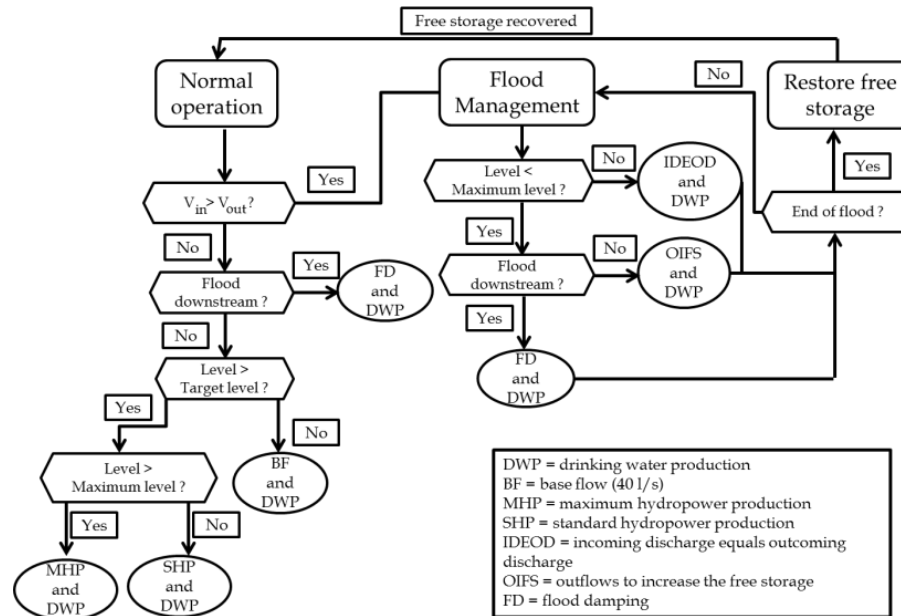 Free storage recovered
Normal
operation
Flood
Management
No
Restore free
storage
Yes
Level <
Maximum level ?
No
IDEOD
and
DWP
Yes
V_in > V_out ?
End of flood ?
Yes
No
Flood
downstream ?
Yes
FD
and
DWP
Flood
downstream ?
No
OIFS
and
DWP
No
Yes
FD
and
DWP
Level >
Target level ?
Yes
No
Level >
Maximum level ?
BF
and
DWP
Yes
No
MHP
and
DWP
SHP
and
DWP
DWP = drinking water production
BF = base flow (40 l/s)
MHP = maximum hydropower production
SHP = standard hydropower production
IDEOD = incoming discharge equals outcoming
discharge
OIFS = outflows to increase the free storage
FD = flood damping